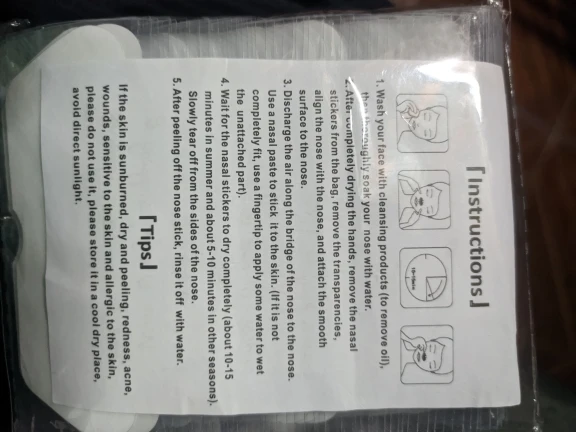 「Instructions」
1. Wash your face with cleansing products (to remove oil),
then thoroughly soak your nose with water.
2. After completely drying the hands, remove the nasal
stickers from the bag, remove the transparencies,
align the nose with the nose, and attach the smooth
surface to the nose.
3. Discharge the air along the bridge of the nose to the nose.
Use a nasal paste to stick it to the skin. (If it is not
completely fit, use a fingertip to apply some water to wet
the unattached part).
4. Wait for the nasal stickers to dry completely (about 10-15
minutes in summer and about 5-10 minutes in other seasons).
Slowly tear off from the sides of the nose.
5. After peeling off the nose stick, rinse it off with water.
「Tips」
If the skin is sunburned, dry and peeling, redness, acne,
wounds, sensitive to the skin and allergic to the skin,
please do not use it, please store it in a cool dry place,
avoid direct sunlight.